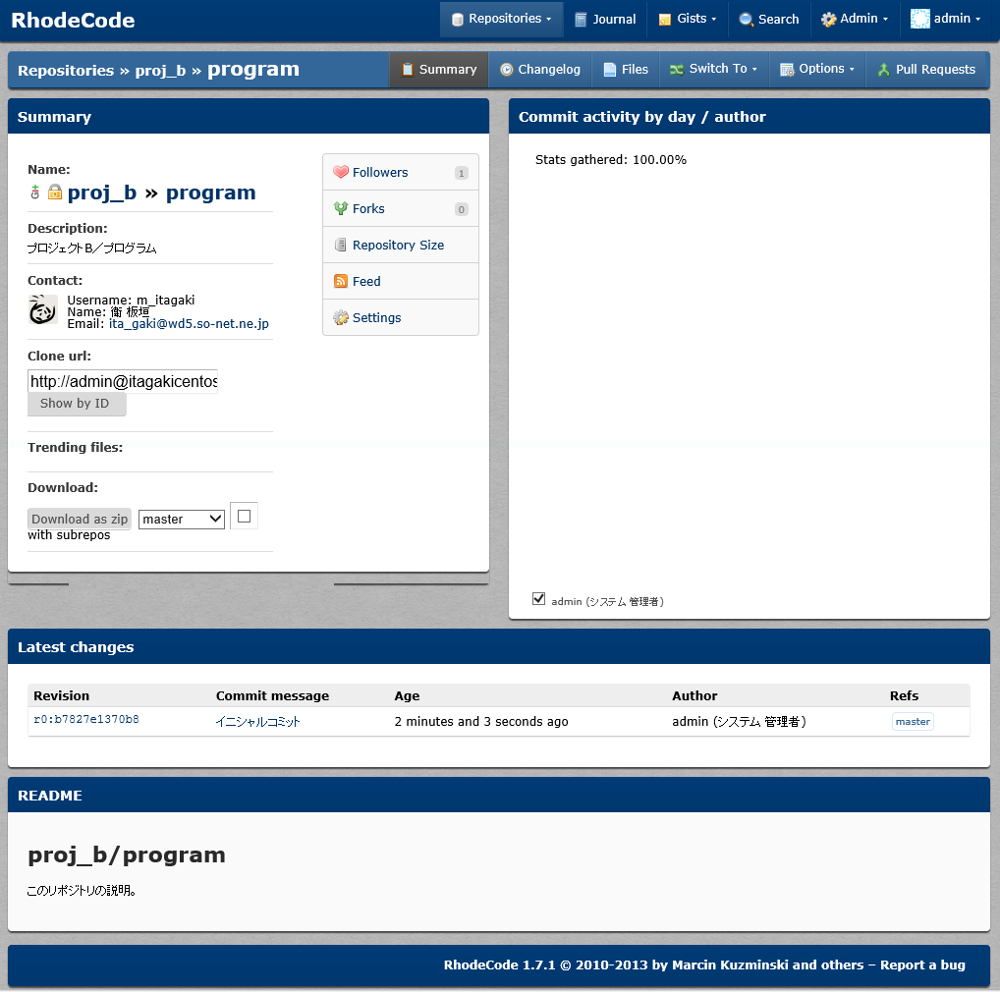 RhodeCode
Repositories
Journal
Gists
Search
Admin
admin
Repositories » proj_b » program
Summary
Changelog
Files
Switch To
Options
Pull Requests
Summary
Name:
proj_b » program
Description:
プロジェクトB／プログラム
Contact:
Username: m_itagaki
Name: 衛 板垣
Email: ita_gaki@wd5.so-net.ne.jp
Clone url:
http://admin@itagakicentos
Show by ID
Trending files:
Download:
Download as zip
master
with subrepos
Followers 1
Forks 0
Repository Size
Feed
Settings
Commit activity by day / author
Stats gathered: 100.00%
admin (システム 管理者)
Latest changes
Revision Commit message Age Author Refs
r0:b7827e1370b8 イニシャルコミット 2 minutes and 3 seconds ago admin (システム 管理者) master
README
proj_b/program
このリポジトリの説明。
RhodeCode 1.7.1 © 2010-2013 by Marcin Kuzminski and others – Report a bug